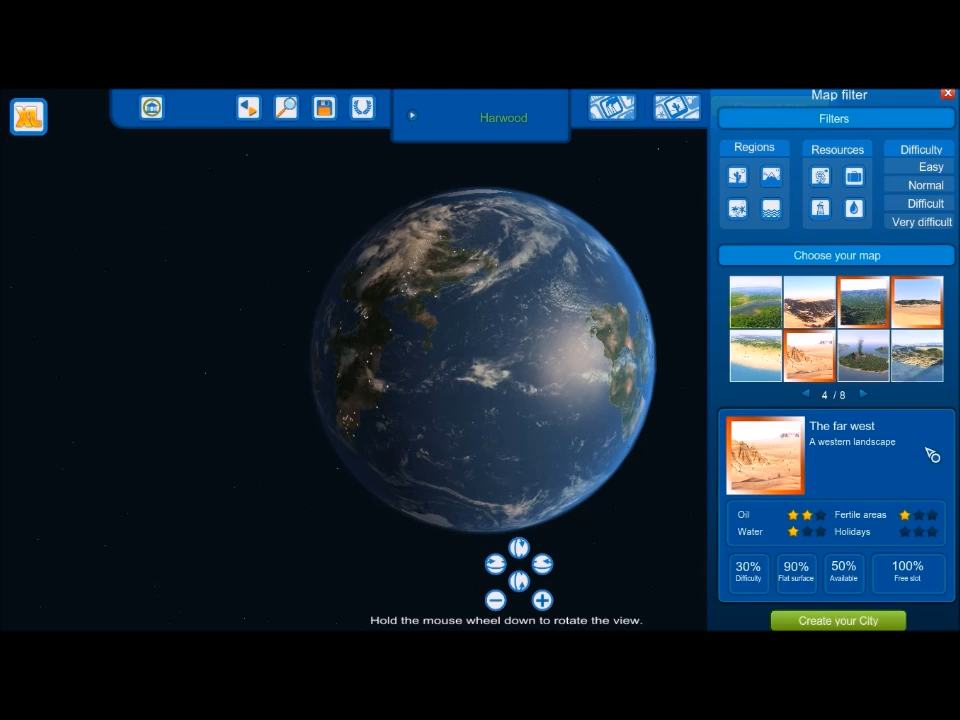 XL
Harwood
Map filter
Filters
Regions
Resources
Difficulty
Easy
Normal
Difficult
Very difficult
Choose your map
4 / 8
The far west
A western landscape
Oil
Fertile areas
Water
Holidays
30%
Difficulty
90%
Flat surface
50%
Available
100%
Free slot
Create your City
Hold the mouse wheel down to rotate the view.